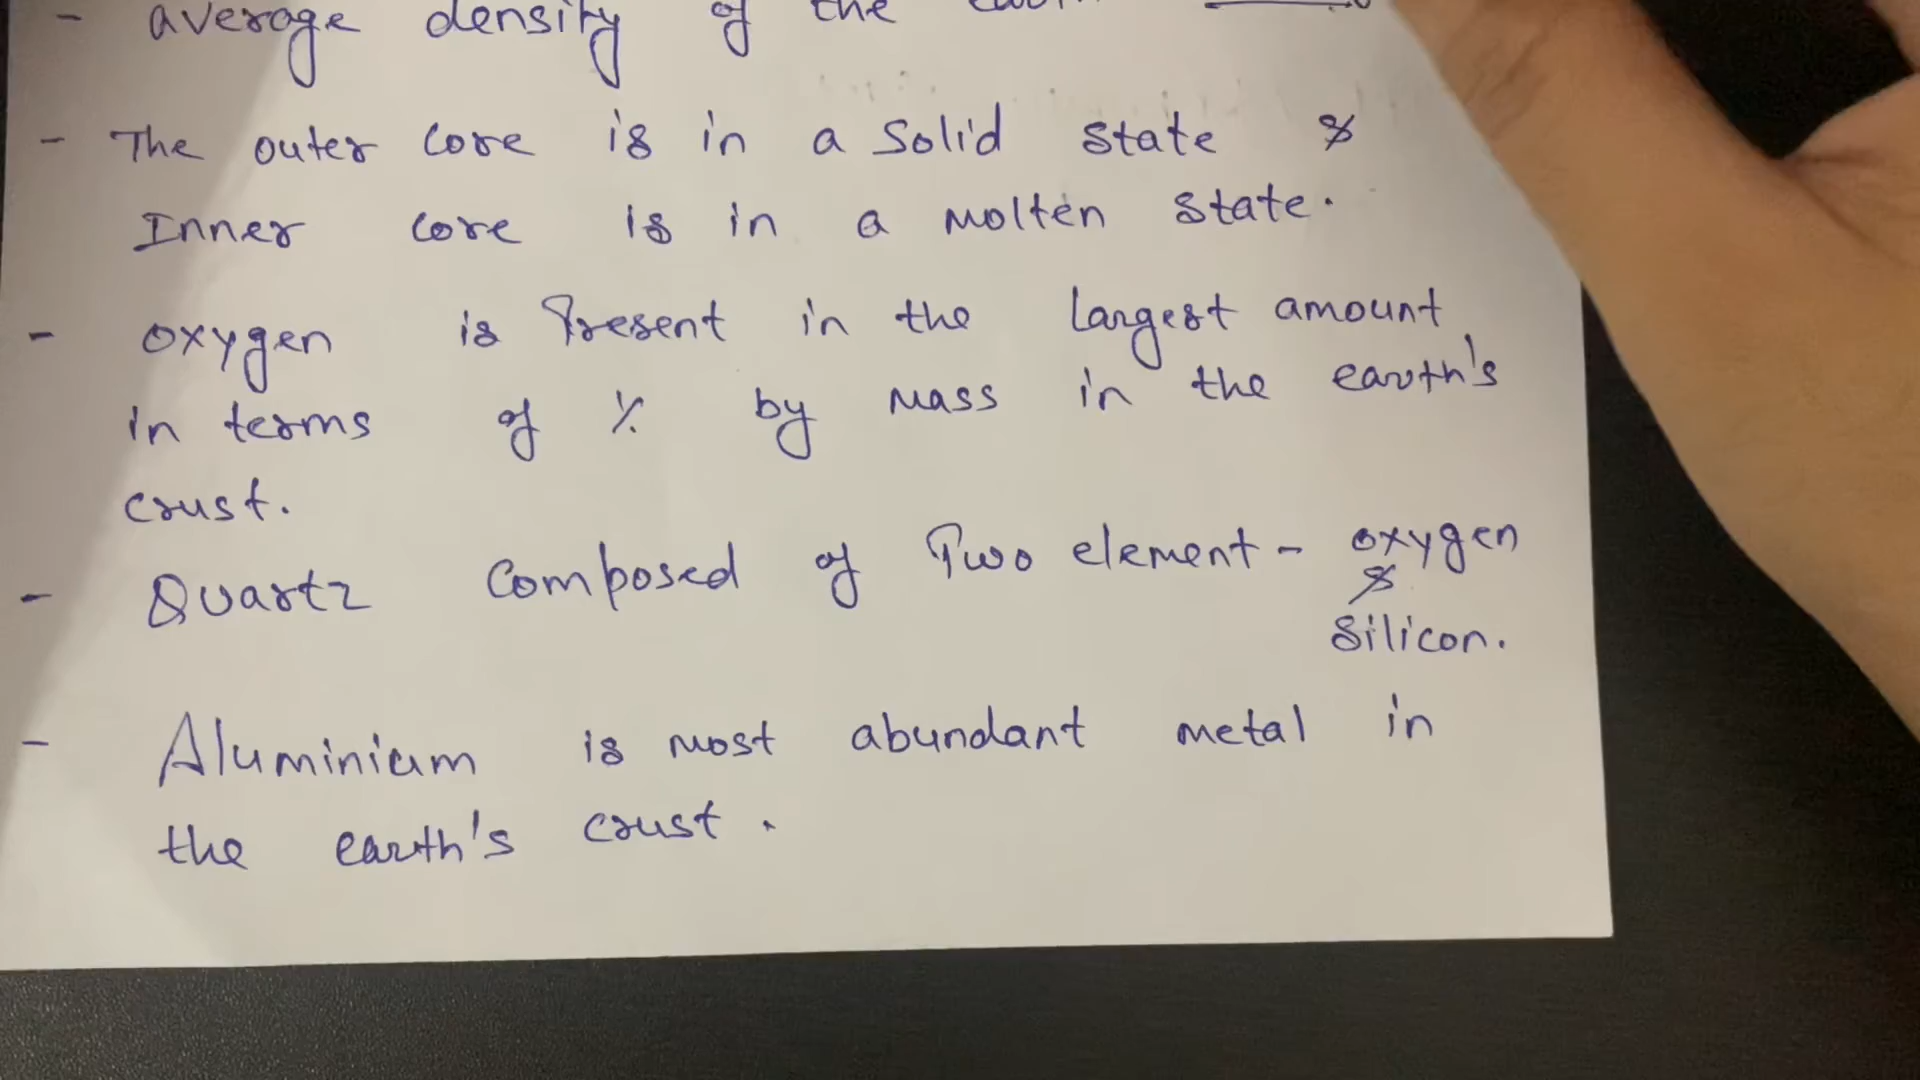 - average density of the earth
- The outer core is in a Solid state &
Inner core is in a molten state.
- oxygen is Present in the largest amount
in terms of % by mass in the earth's
crust.
- Quartz composed of Two element - oxygen
&
silicon.
- Aluminium is most abundant metal in
the earth's crust.